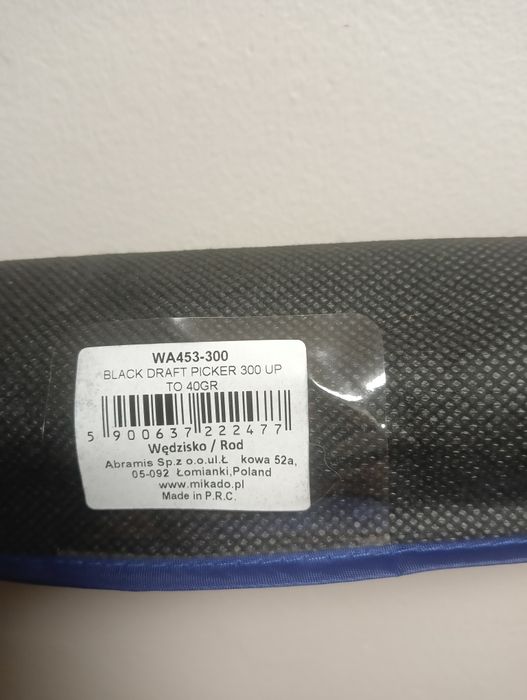 WA453-300
BLACK DRAFT PICKER 300 UP
TO 40GR
5 900637 222477
Wędzisko / Rod
Abramis Sp.z o.o.ul.Ł kowa 52a,
05-092 Łomianki,Poland
www.mikado.pl
Made in P.R.C.